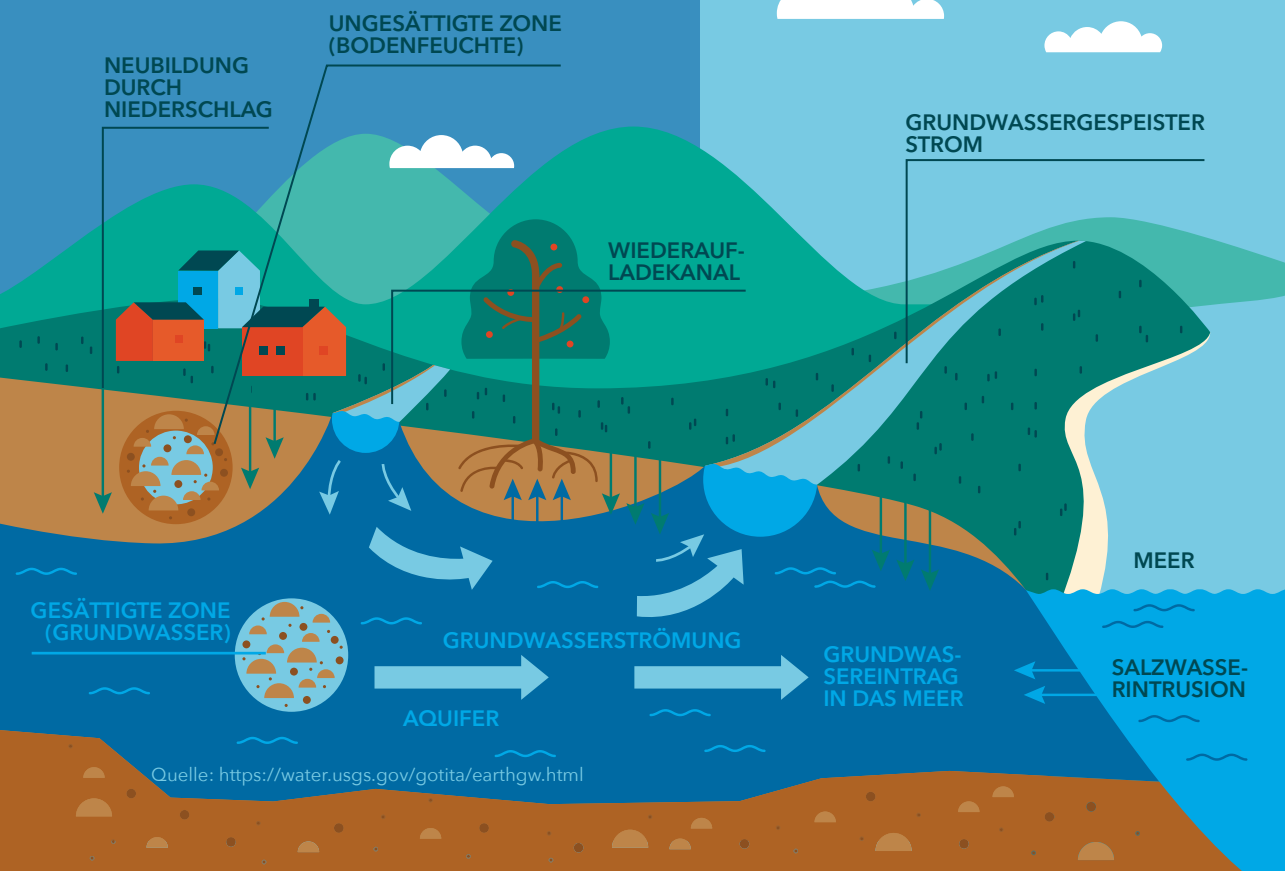 UNGESÄTTIGTE ZONE
(BODENFEUCHTE)
NEUBILDUNG
DURCH
NIEDERSCHLAG
GRUNDWASSERGESPEISTER
STROM
WIEDERAUF-
LADEKANAL
MEER
GESÄTTIGTE ZONE
(GRUNDWASSER)
GRUNDWASSERSTRÖMUNG
GRUNDWAS-
SEREINTRAG
IN DAS MEER
SALZWASSE-
RINTRUSION
AQUIFER
Quelle: https://water.usgs.gov/gotita/earthgw.html